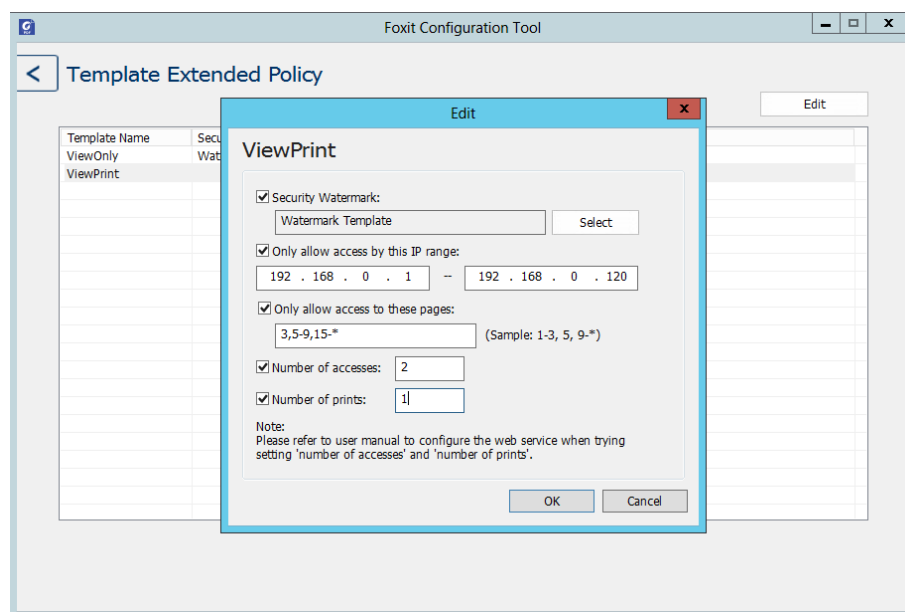 Foxit Configuration Tool
< Template Extended Policy
Edit
Template Name Secu
ViewOnly Wat
ViewPrint
Edit x
ViewPrint
Security Watermark:
Watermark Template Select
Only allow access by this IP range:
192 . 168 . 0 . 1 -- 192 . 168 . 0 . 120
Only allow access to these pages:
3,5-9,15-* (Sample: 1-3, 5, 9-*)
Number of accesses: 2
Number of prints: 1
Note:
Please refer to user manual to configure the web service when trying
setting 'number of accesses' and 'number of prints'.
OK Cancel